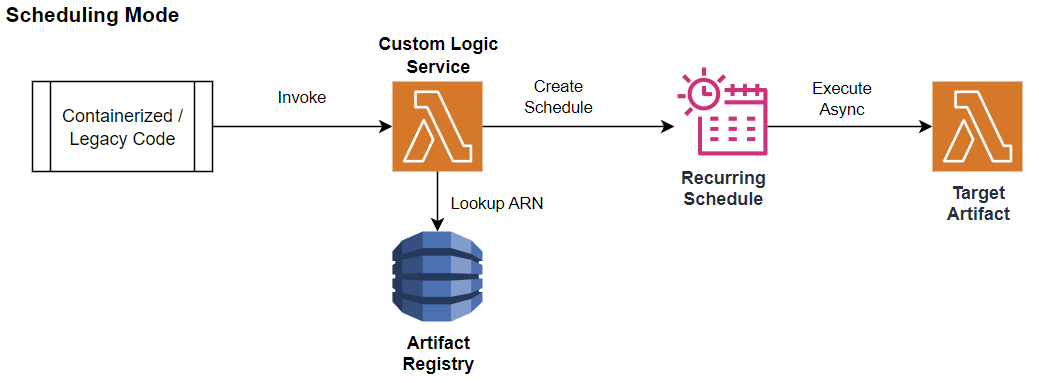 Scheduling Mode
Custom Logic
Service
Containerized /
Legacy Code
Invoke
Create
Schedule
Execute
Async
Lookup ARN
Recurring
Schedule
Target
Artifact
Artifact
Registry